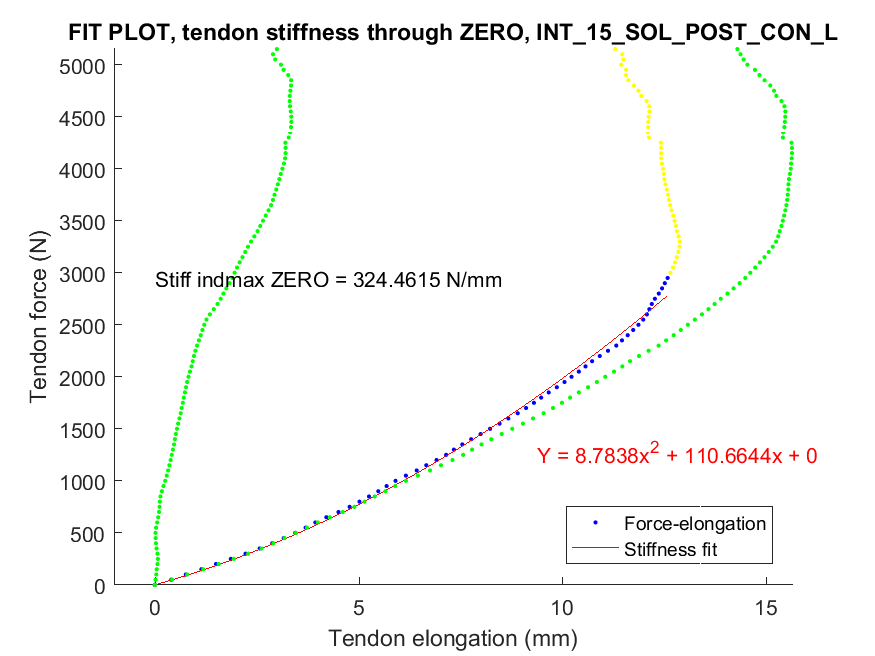 FIT PLOT, tendon stiffness through ZERO, INT_15_SOL_POST_CON_L
5000
4500
4000
3500
3000
2500
2000
1500
1000
500
0
Tendon force (N)
Stiff indmax ZERO = 324.4615 N/mm
Y = 8.7838x² + 110.6644x + 0
Force-elongation
Stiffness fit
0 5 10 15
Tendon elongation (mm)